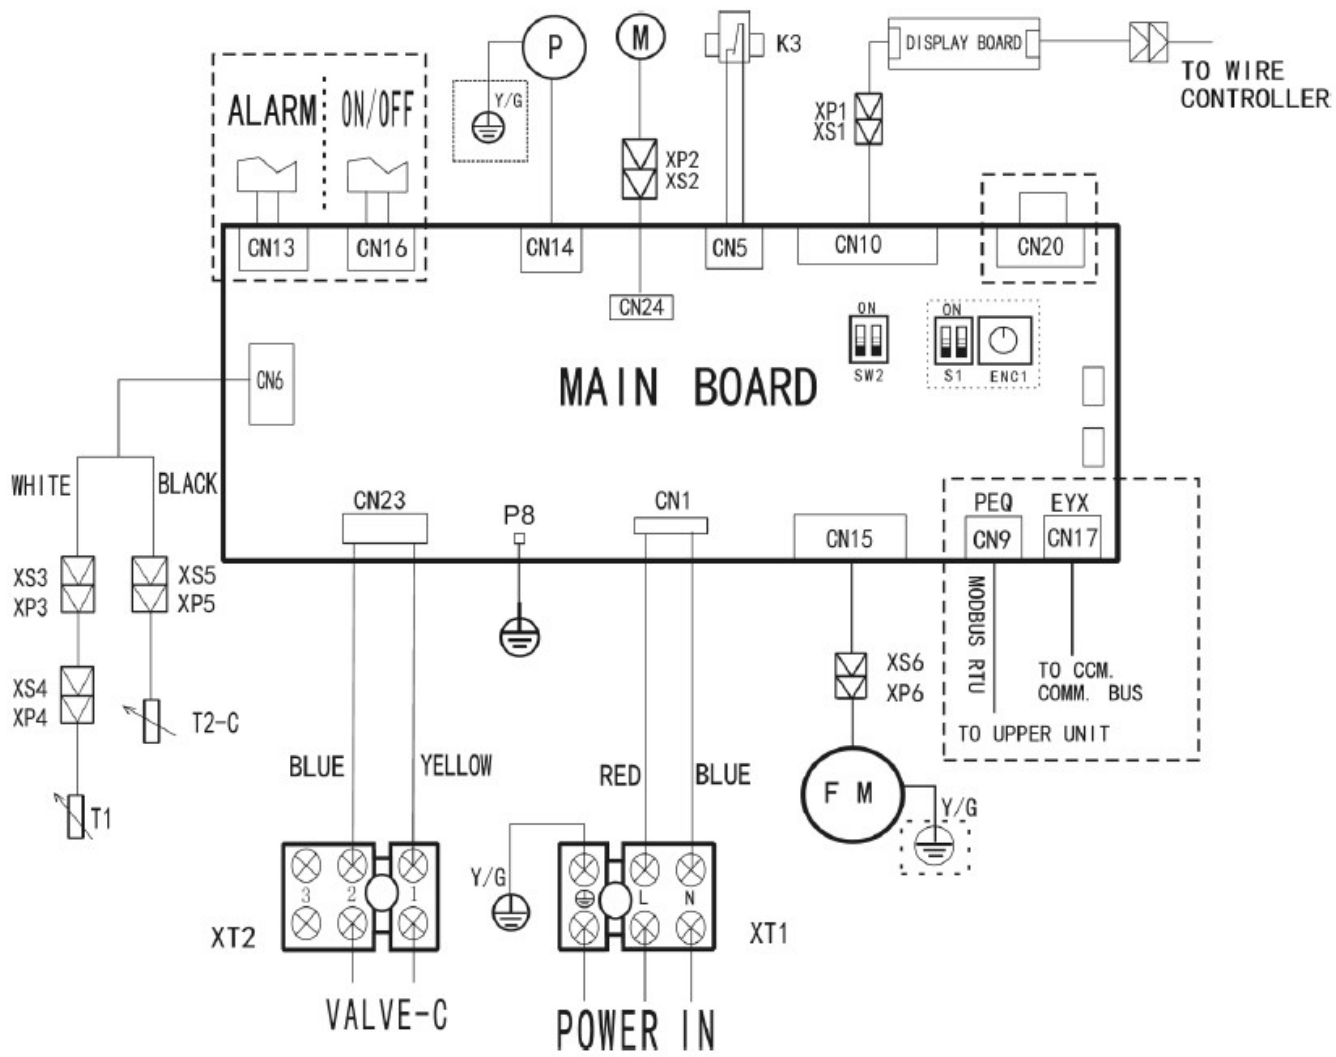 P
M
K3
DISPLAY BOARD
TO WIRE
CONTROLLER
ALARM
ON/OFF
Y/G
XP2
XS2
XP1
XS1
CN13
CN16
CN14
CN5
CN10
CN20
CN24
ON
SW2
ON
S1
ENC1
CN6
MAIN BOARD
WHITE
BLACK
CN23
P8
CN1
CN15
PEQ
EYX
CN9
CN17
XS3
XP3
XS5
XP5
MODBUS RTU
XS4
XP4
T2-C
XS6
XP6
TO CCM.
COMM. BUS
TO UPPER UNIT
BLUE
YELLOW
RED
BLUE
T1
F M
Y/G
Y/G
3
2
1
L
N
XT2
XT1
VALVE-C
POWER IN